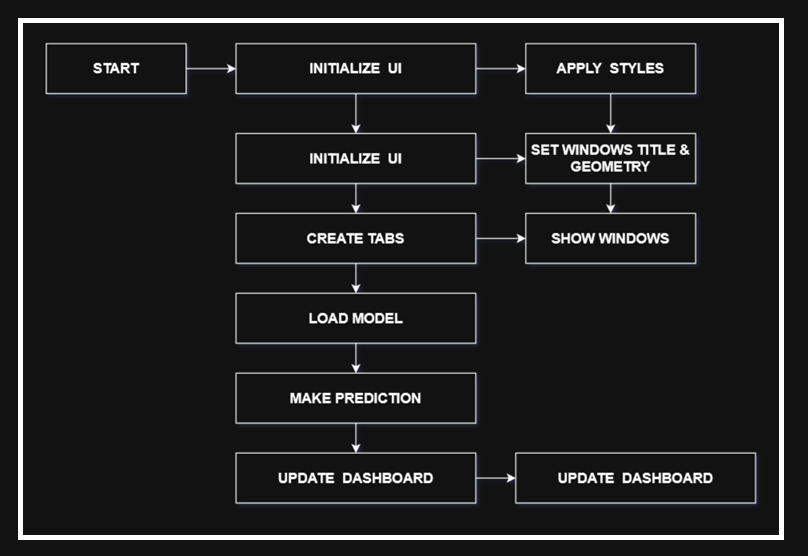 START
INITIALIZE UI
APPLY STYLES
INITIALIZE UI
SET WINDOWS TITLE &
GEOMETRY
CREATE TABS
SHOW WINDOWS
LOAD MODEL
MAKE PREDICTION
UPDATE DASHBOARD
UPDATE DASHBOARD